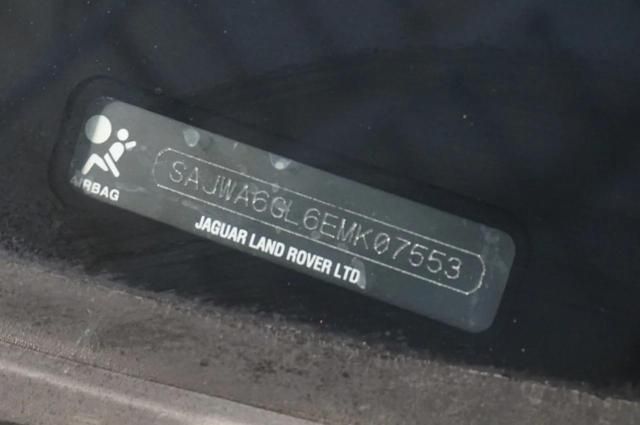 SAJWA6GL6EMK07553
AIRBAG
JAGUAR LAND ROVER LTD